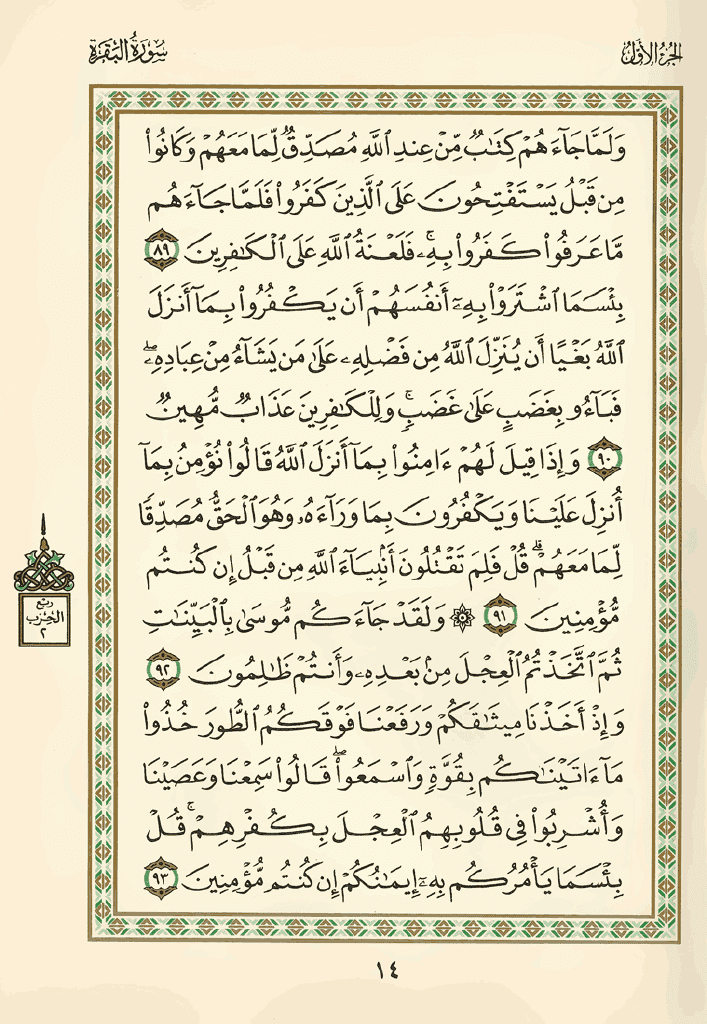 الجزء الأول
سورة البقرة
وَلَمَّا جَآءَهُمْ كِتَٰبٌ مِّنْ عِندِ ٱللَّهِ مُصَدِّقٌ لِّمَا مَعَهُمْ وَكَانُوا۟
مِن قَبْلُ يَسْتَفْتِحُونَ عَلَى ٱلَّذِينَ كَفَرُوا۟ فَلَمَّا جَآءَهُم
مَّا عَرَفُوا۟ كَفَرُوا۟ بِهِۦ ۚ فَلَعْنَةُ ٱللَّهِ عَلَى ٱلْكَٰفِرِينَ ٨٩
بِئْسَمَا ٱشْتَرَوْا۟ بِهِۦٓ أَنفُسَهُمْ أَن يَكْفُرُوا۟ بِمَآ أَنزَلَ
ٱللَّهُ بَغْيًا أَن يُنَزِّلَ ٱللَّهُ مِن فَضْلِهِۦ عَلَىٰ مَن يَشَآءُ مِنْ عِبَادِهِۦ ۖ
فَبَآءُو بِغَضَبٍ عَلَىٰ غَضَبٍ ۚ وَلِلْكَٰفِرِينَ عَذَابٌ مُّهِينٌ
٩٠ وَإِذَا قِيلَ لَهُمْ ءَامِنُوا۟ بِمَآ أَنزَلَ ٱللَّهُ قَالُوا۟ نُؤْمِنُ بِمَآ
أُنزِلَ عَلَيْنَا وَيَكْفُرُونَ بِمَا وَرَآءَهُۥ وَهُوَ ٱلْحَقُّ مُصَدِّقًا
لِّمَا مَعَهُمْ ۗ قُلْ فَلِمَ تَقْتُلُونَ أَنۢبِيَآءَ ٱللَّهِ مِن قَبْلُ إِن كُنتُم
مُّؤْمِنِينَ ٩١ ۞ وَلَقَدْ جَآءَكُم مُّوسَىٰ بِٱلْبَيِّنَٰتِ
ثُمَّ ٱتَّخَذْتُمُ ٱلْعِجْلَ مِنۢ بَعْدِهِۦ وَأَنتُمْ ظَٰلِمُونَ ٩٢
وَإِذْ أَخَذْنَا مِيثَٰقَكُمْ وَرَفَعْنَا فَوْقَكُمُ ٱلطُّورَ خُذُوا۟
مَآ ءَاتَيْنَٰكُم بِقُوَّةٍ وَٱسْمَعُوا۟ ۖ قَالُوا۟ سَمِعْنَا وَعَصَيْنَا
وَأُشْرِبُوا۟ فِى قُلُوبِهِمُ ٱلْعِجْلَ بِكُفْرِهِمْ ۚ قُلْ
بِئْسَمَا يَأْمُرُكُم بِهِۦٓ إِيمَٰنُكُمْ إِن كُنتُم مُّؤْمِنِينَ ٩٣
ربع
الحزب
٢
١٤